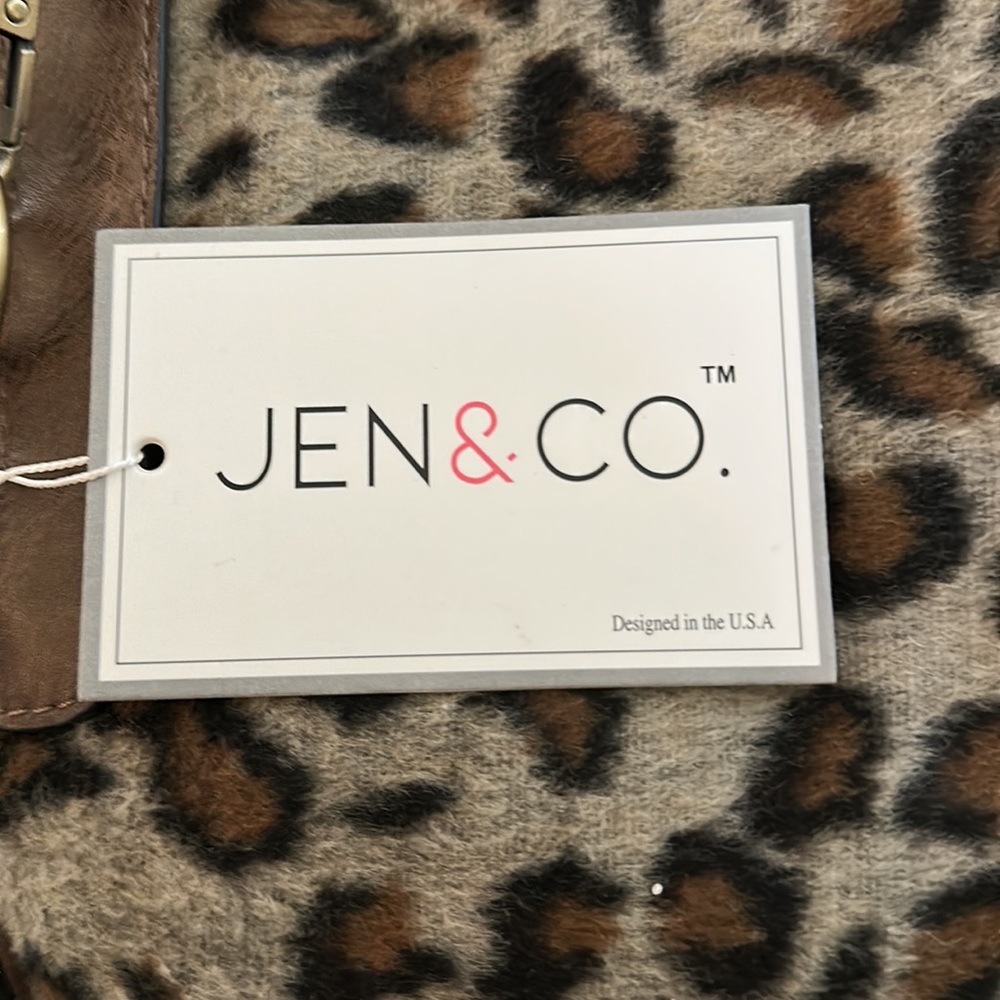 JEN & CO. ™
Designed in the U.S.A